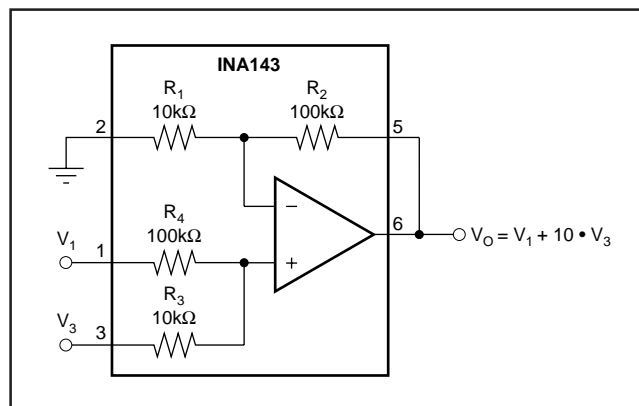 INA143
R1
10kΩ
R2
100kΩ
2
5
−
V1
1
R4
100kΩ
+
6
VO = V1 + 10 • V3
R3
10kΩ
V3
3